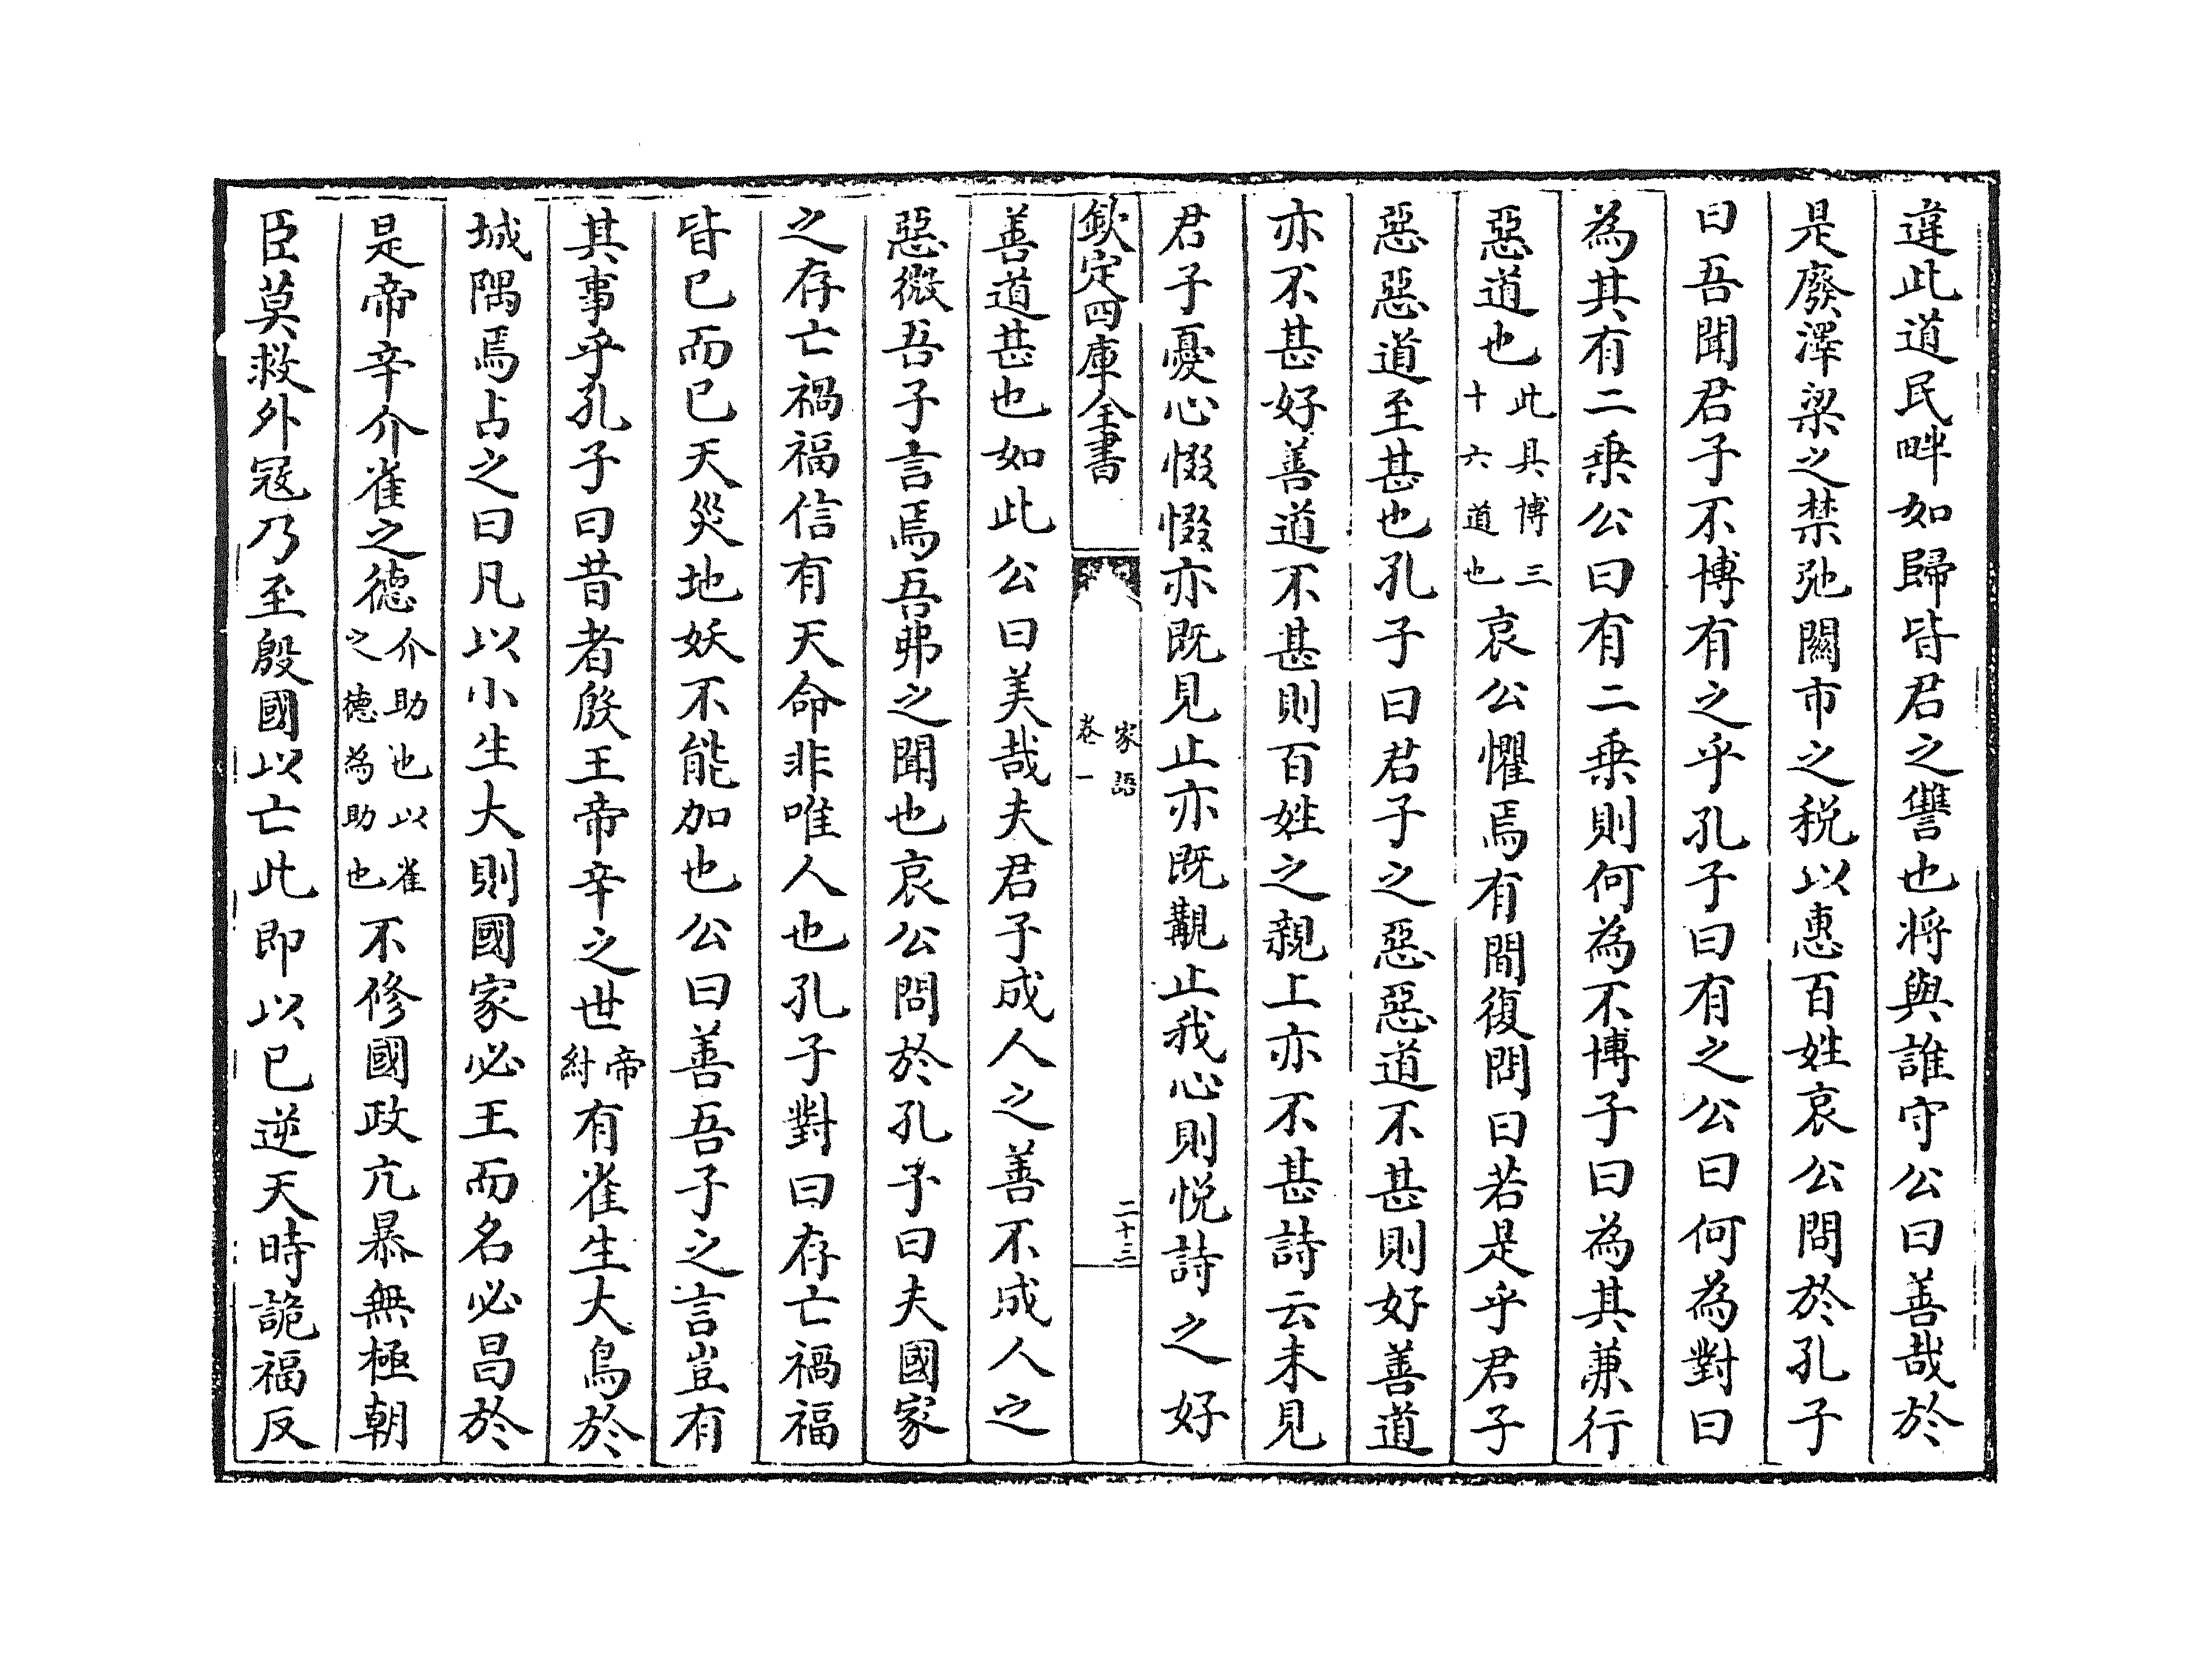 違此道民畔如歸皆君之讐也將與誰守公曰善哉於
是廢澤梁之禁弛關市之税以惠百姓哀公問於孔子
曰吾聞君子不博有之乎孔子曰有之公曰何為對曰
為其有二乗公曰有二乗則何為不博子曰為其兼行
惡道也此具博三十六道也哀公懼焉有間復問曰若是乎君子
惡惡道至甚也孔子曰君子之惡惡道不甚則好善道
亦不甚好善道不甚則百姓之親上亦不甚詩云未見
君子憂心惙惙亦既見止亦既覯止我心則悦詩之好
欽定四庫全書
家語
卷一
二十三
善道甚也如此公曰美哉夫君子成人之善不成人之
惡微吾子言焉吾弗之聞也哀公問於孔子曰夫國家
之存亡禍福信有天命非唯人也孔子對曰存亡禍福
皆已而已天災地妖不能加也公曰善吾子之言豈有
其事乎孔子曰昔者殷王帝辛之世帝紂有雀生大鳥於
城隅焉占之曰凡以小生大則國家必王而名必昌於
是帝辛介雀之德介助也以雀之德為助也不修國政亢暴無極朝
臣莫救外冦乃至殷國以亡此即以已逆天時詭福反